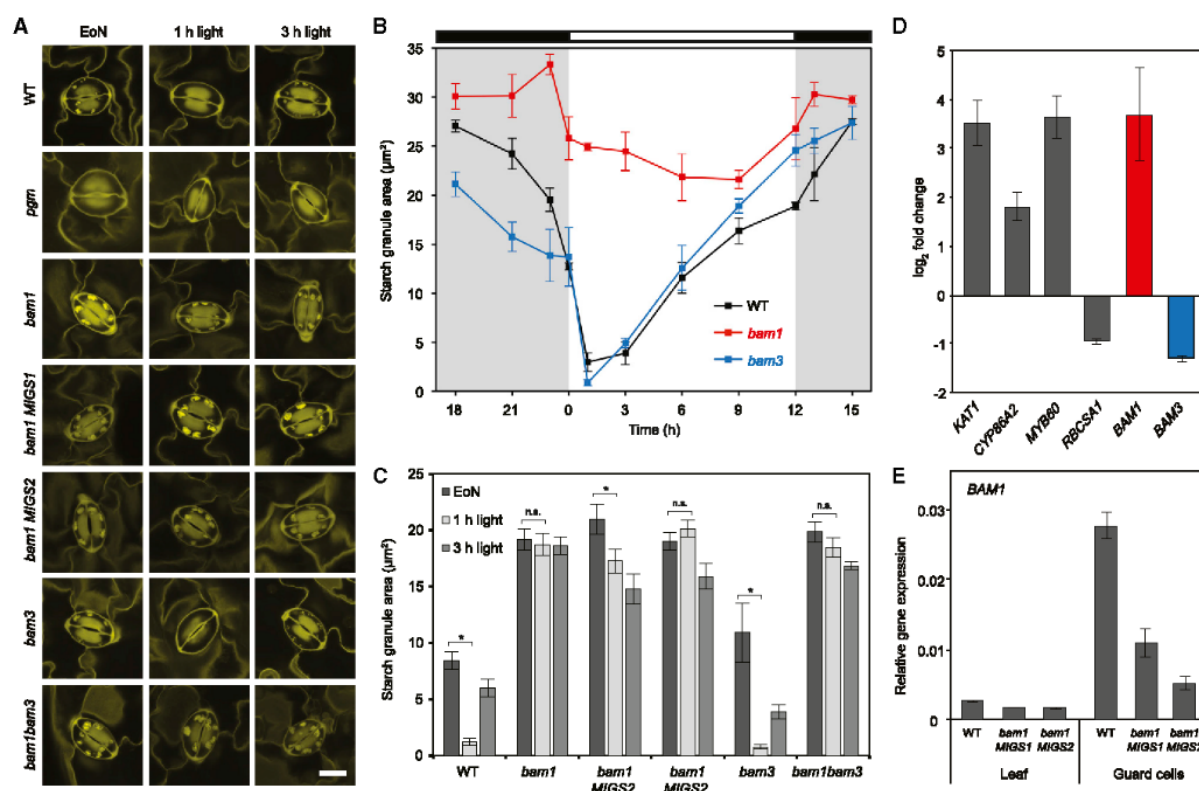 A
EoN
1 h light
3 h light
WT
pgm
bam1
bam1 MIGS1
bam1 MIGS2
bam3
bam1bam3
B
Starch granule area (µm²)
35
30
25
20
15
10
5
0
WT
bam1
bam3
18
21
0
3
6
9
12
15
Time (h)
C
Starch granule area (µm²)
25
20
15
10
5
0
EoN
1 h light
3 h light
*
n.s.
*
n.s.
*
n.s.
WT
bam1
bam1
MIGS2
bam1
MIGS2
bam3
bam1bam3
D
log2 fold change
6
5
4
3
2
1
0
-1
-2
KAT1
CYP86A2
MYB60
RBCSA1
BAM1
BAM3
E
BAM1
Relative gene expression
0.03
0.02
0.01
0
WT
bam1
MIGS1
bam1
MIGS2
WT
bam1
MIGS1
bam1
MIGS2
Leaf
Guard cells